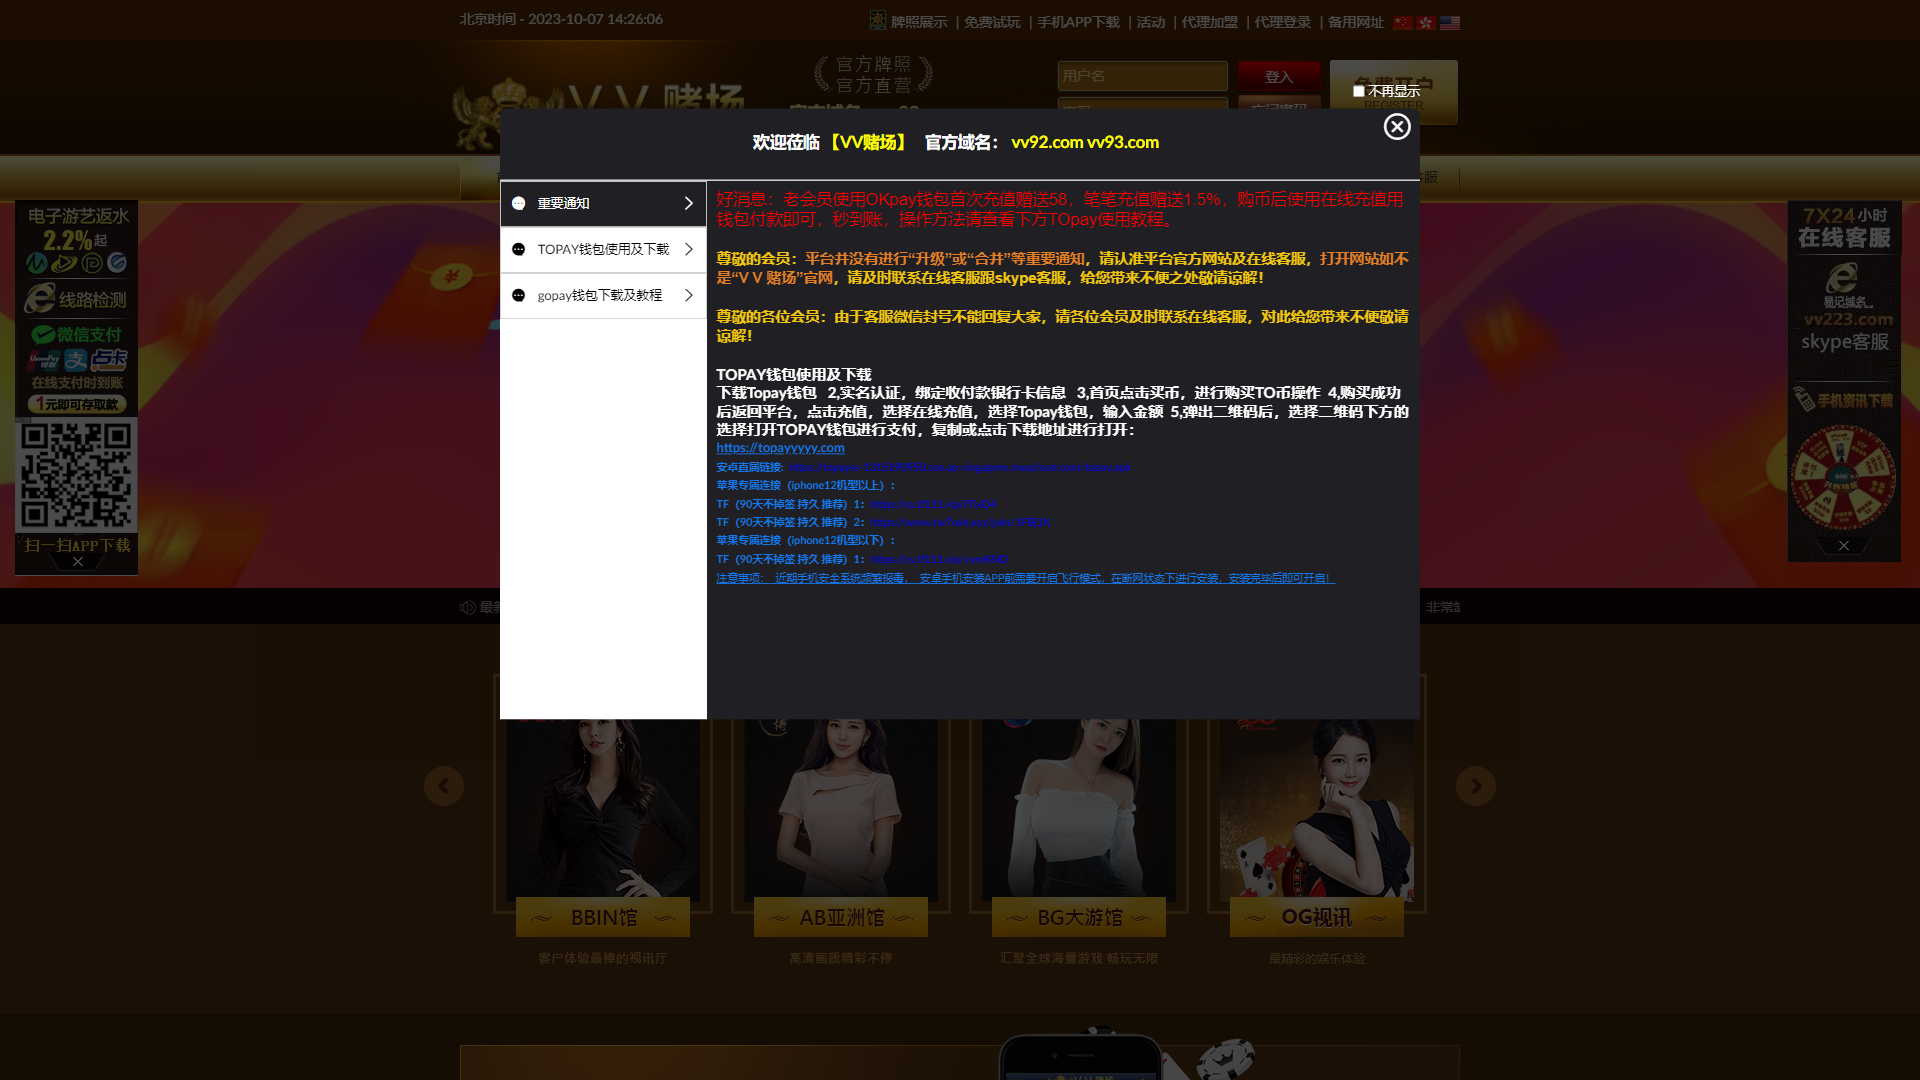 北京时间 - 2023-10-07 14:26:06
牌照展示 | 免费试玩 | 手机APP下载 | 活动 | 代理加盟 | 代理登录 | 备用网址
官方牌照
官方直营
V V 赌场
用户名
登入
免费开户
REGISTER
不再显示
忘记密码
欢迎莅临 【VV赌场】 官方域名： vv92.com vv93.com
重要通知
TOPAY钱包使用及下载
gopay钱包下载及教程
好消息：老会员使用OKpay钱包首次充值赠送58，笔笔充值赠送1.5%，购币后使用在线充值用
钱包付款即可，秒到账，操作方法请查看下方TOpay使用教程。
尊敬的会员：平台并没有进行“升级”或“合并”等重要通知，请认准平台官方网站及在线客服，打开网站如不
是“V V 赌场”官网，请及时联系在线客服跟skype客服，给您带来不便之处敬请谅解！
尊敬的各位会员：由于客服微信封号不能回复大家，请各位会员及时联系在线客服，对此给您带来不便敬请
谅解！
TOPAY钱包使用及下载
下载Topay钱包 2,实名认证，绑定收付款银行卡信息 3,首页点击买币，进行购买TO币操作 4,购买成功
后返回平台，点击充值，选择在线充值，选择Topay钱包，输入金额 5,弹出二维码后，选择二维码下方的
选择打开TOPAY钱包进行支付，复制或点击下载地址进行打开：
https://topayyyyy.com
安卓直属链接:
苹果专属连接（iphone12机型以上）：
TF（90天不掉签 持久 推荐）1：
TF（90天不掉签 持久 推荐）2：
苹果专属连接（iphone12机型以下）：
TF（90天不掉签 持久 推荐）1：
注意事项： 近期手机安全系统频繁报毒， 安卓手机安装APP前需要开启飞行模式，在断网状态下进行安装，安装完毕后即可开启！
电子游艺返水
2.2%起
线路检测
微信支付
UnionPay
支
点卡
在线支付时到账
1元即可存取款
扫一扫APP下载
7X24小时
在线客服
易记域名
vv223.com
skype客服
手机资讯下载
最新
非常
BBIN馆
AB亚洲馆
BG大游馆
OG视讯
客户体验最棒的视讯厅
高清画质精彩不停
汇聚全球海量游戏 畅玩无限
最精彩的娱乐体验